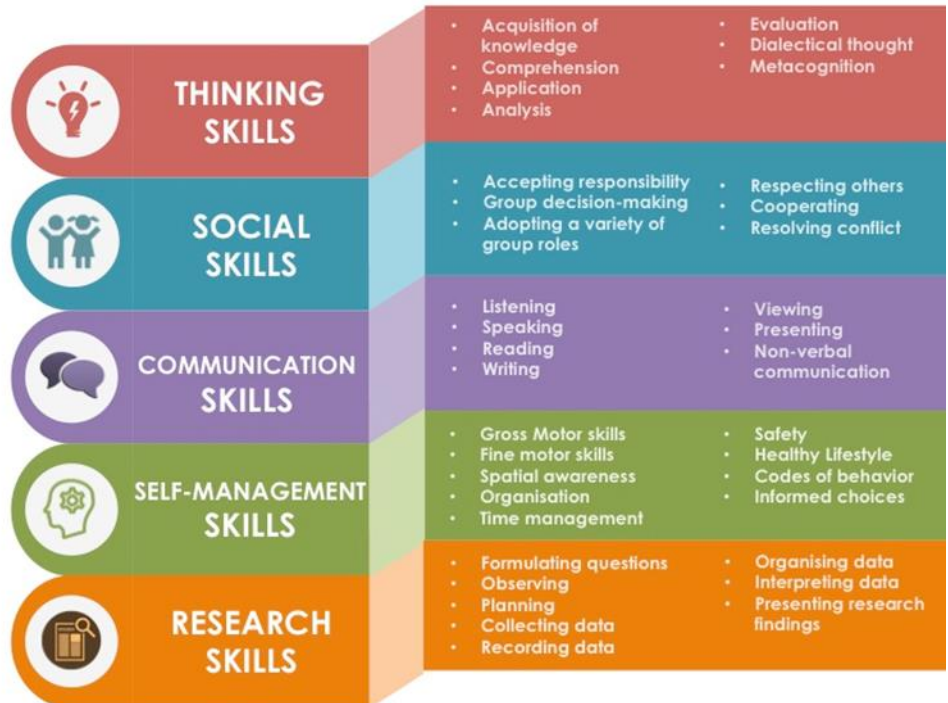 THINKING
SKILLS
Acquisition of
knowledge
Comprehension
Application
Analysis
Evaluation
Dialectical thought
Metacognition
SOCIAL
SKILLS
Accepting responsibility
Group decision-making
Adopting a variety of
group roles
Respecting others
Cooperating
Resolving conflict
COMMUNICATION
SKILLS
Listening
Speaking
Reading
Writing
Viewing
Presenting
Non-verbal
communication
SELF-MANAGEMENT
SKILLS
Gross Motor skills
Fine motor skills
Spatial awareness
Organisation
Time management
Safety
Healthy Lifestyle
Codes of behavior
Informed choices
RESEARCH
SKILLS
Formulating questions
Observing
Planning
Collecting data
Recording data
Organising data
Interpreting data
Presenting research
findings